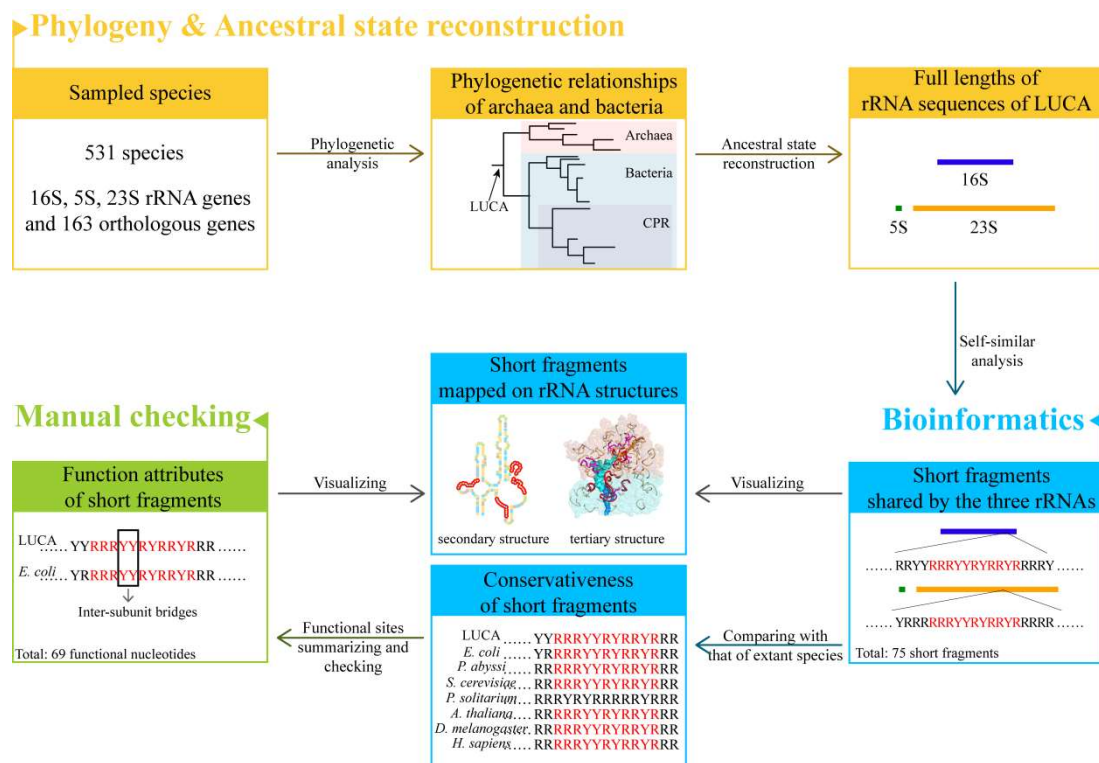 Phylogeny & Ancestral state reconstruction
Sampled species
531 species
16S, 5S, 23S rRNA genes
and 163 orthologous genes
Phylogenetic
analysis
Phylogenetic relationships
of archaea and bacteria
Archaea
Bacteria
CPR
LUCA
Ancestral state
reconstruction
Full lengths of
rRNA sequences of LUCA
16S
5S
23S
Self-similar
analysis
Bioinformatics
Short fragments
shared by the three rRNAs
......RRYYRRRYYRYRRYRRRRY......
......YRRRRRRYYRYRRYRRRRR......
Total: 75 short fragments
Visualizing
Short fragments
mapped on rRNA structures
secondary structure
tertiary structure
Comparing with
that of extant species
Conservativeness
of short fragments
LUCA ......YYRRRYYRYRRYRRR
E. coli ......YRRRRYYRYRRYRRR
P. abyssi ......RRRRRYYRYRRYRRR
S. cerevisiae......RRRRRYYRYRRYRRR
P. solitarium......RRRYRYRRRRRYRRR
A. thaliana ......RRRRRYYRYRRYRRR
D. melanogaster......RRRRRYYRYRRYRRR
H. sapiens ......RRRRRYYRYRRYRRR
Functional sites
summarizing and
checking
Manual checking
Function attributes
of short fragments
LUCA ......YYRRRYYRYRRYRRR......
E. coli ......YRRRRYYRYRRYRRR......
Inter-subunit bridges
Total: 69 functional nucleotides
Visualizing